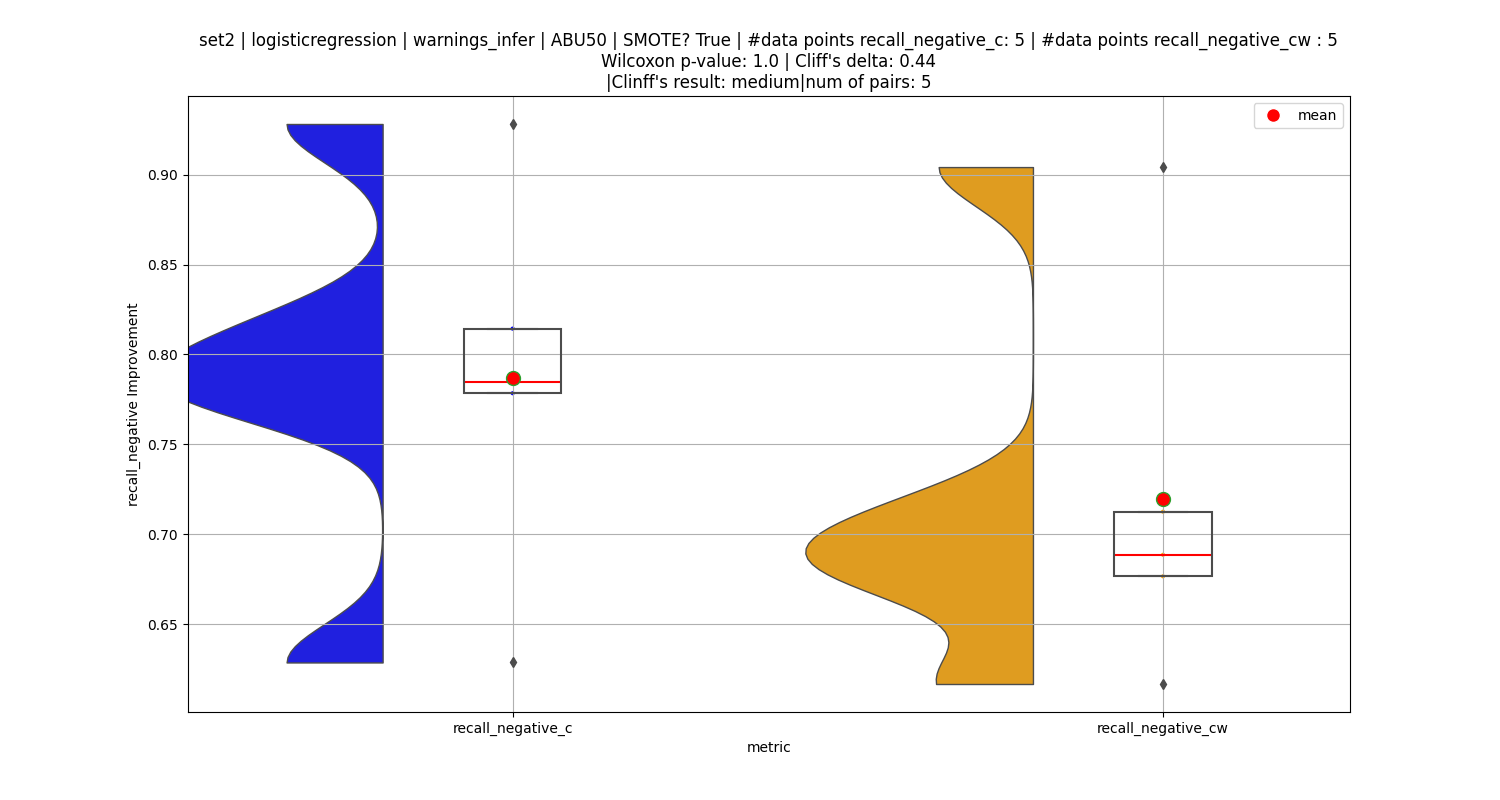 set2 | logisticregression | warnings_infer | ABU50 | SMOTE? True | #data points recall_negative_c: 5 | #data points recall_negative_cw : 5
Wilcoxon p-value: 1.0 | Cliff's delta: 0.44
|Clinff's result: medium|num of pairs: 5
mean
0.90
0.85
0.80
0.75
0.70
0.65
recall_negative Improvement
recall_negative_c
recall_negative_cw
metric